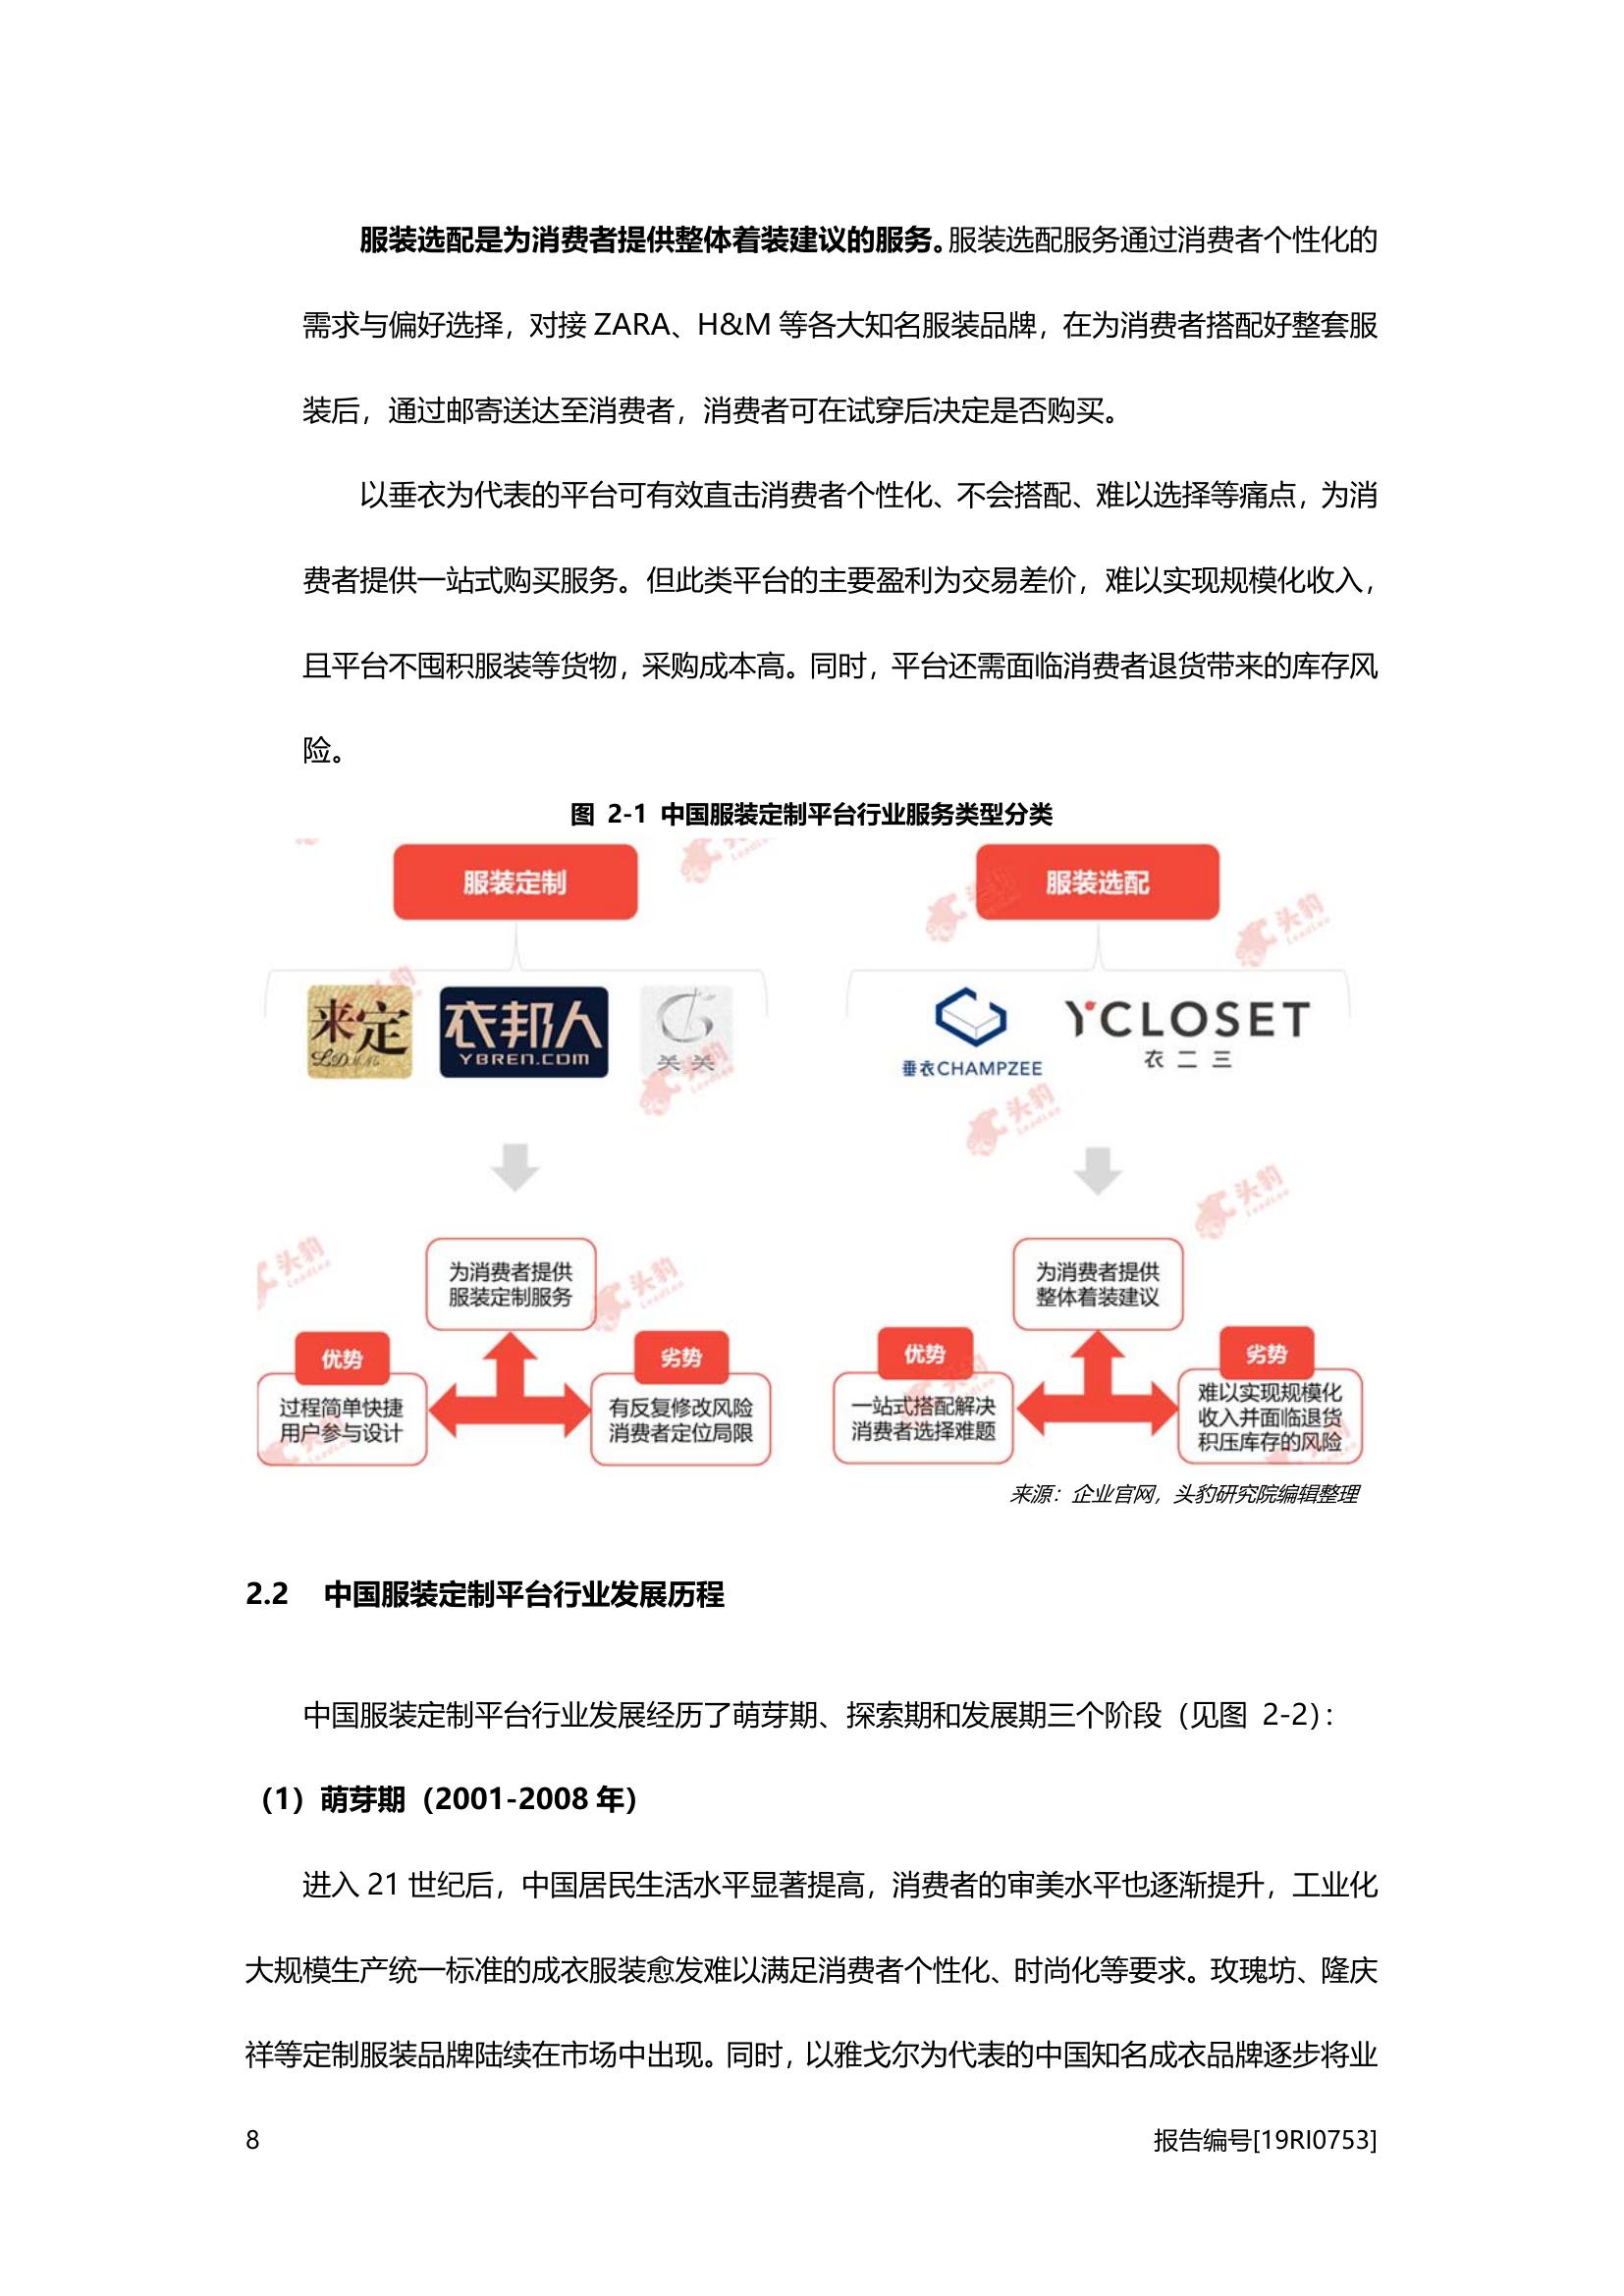 服装选配是为消费者提供整体着装建议的服务。服装选配服务通过消费者个性化的
需求与偏好选择，对接 ZARA、H&M 等各大知名服装品牌，在为消费者搭配好整套服
装后，通过邮寄送达至消费者，消费者可在试穿后决定是否购买。
以垂衣为代表的平台可有效直击消费者个性化、不会搭配、难以选择等痛点，为消
费者提供一站式购买服务。但此类平台的主要盈利为交易差价，难以实现规模化收入，
且平台不囤积服装等货物，采购成本高。同时，平台还需面临消费者退货带来的库存风
险。
图 2-1 中国服装定制平台行业服务类型分类
服装定制
服装选配
来定
衣邦人
YBREN.COM
垂衣CHAMPZEE
YCLOSET
衣二三
为消费者提供
服装定制服务
优势
过程简单快捷
用户参与设计
劣势
有反复修改风险
消费者定位局限
为消费者提供
整体着装建议
优势
一站式搭配解决
消费者选择难题
劣势
难以实现规模化
收入并面临退货
积压库存的风险
头豹
LeadLeo
来源：企业官网，头豹研究院编辑整理
2.2 中国服装定制平台行业发展历程
中国服装定制平台行业发展经历了萌芽期、探索期和发展期三个阶段（见图 2-2）：
（1）萌芽期（2001-2008 年）
进入 21 世纪后，中国居民生活水平显著提高，消费者的审美水平也逐渐提升，工业化
大规模生产统一标准的成衣服装愈发难以满足消费者个性化、时尚化等要求。玫瑰坊、隆庆
祥等定制服装品牌陆续在市场中出现。同时，以雅戈尔为代表的中国知名成衣品牌逐步将业
8
报告编号[19RI0753]